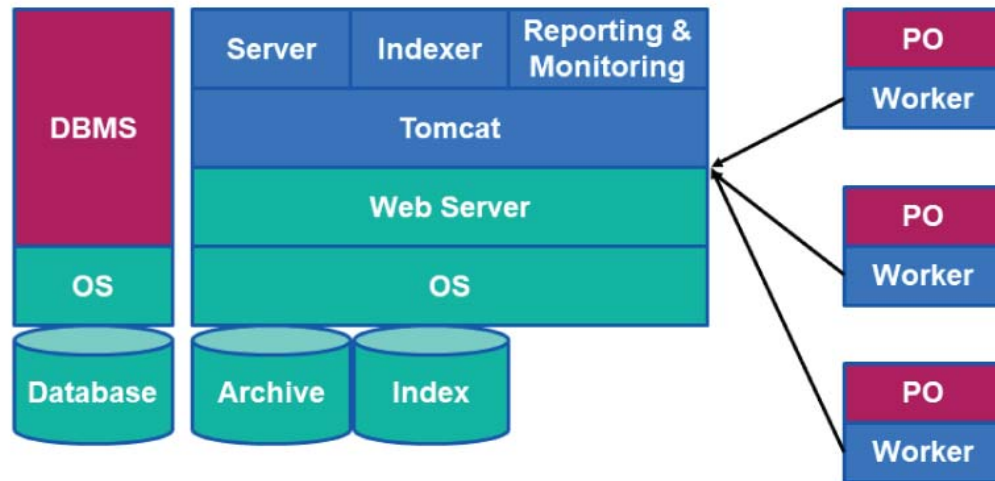 DBMS
OS
Database
Server
Indexer
Reporting &
Monitoring
Tomcat
Web Server
OS
Archive
Index
PO
Worker
PO
Worker
PO
Worker